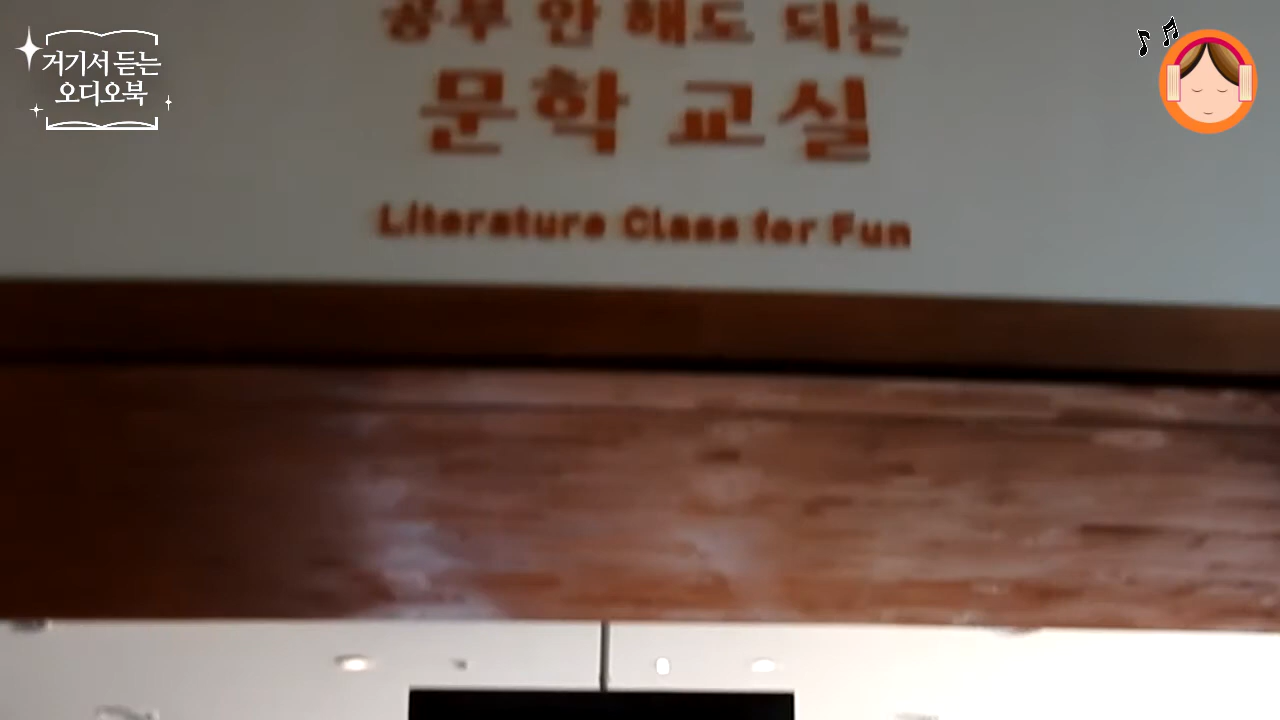 거기서 듣는
오디오북
공부 안 해도 되는
문학 교실
Literature Class for Fun